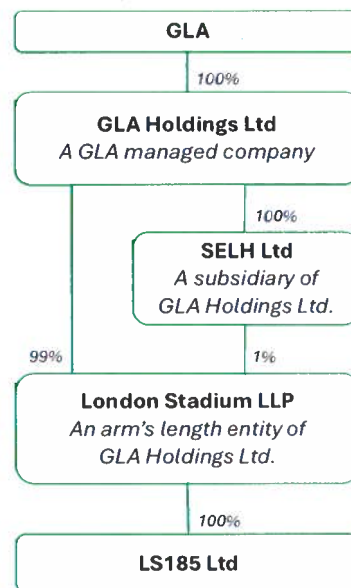 GLA
100%
GLA Holdings Ltd
A GLA managed company
100%
SELH Ltd
A subsidiary of
GLA Holdings Ltd.
99%
1%
London Stadium LLP
An arm's length entity of
GLA Holdings Ltd.
100%
LS185 Ltd